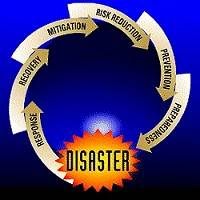 DISASTER
RESPONSE
RECOVERY
MITIGATION
RISK REDUCTION
PREVENTION
PREPAREDNESS